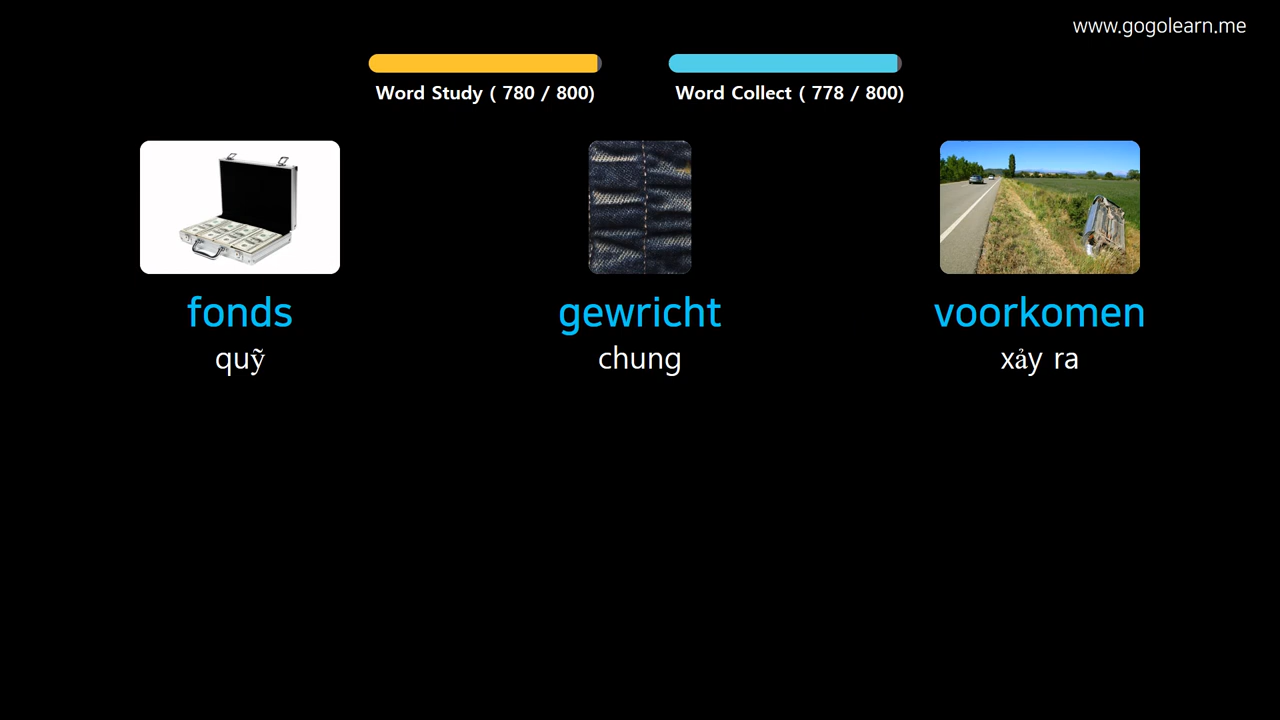 www.gogolearn.me
Word Study ( 780 / 800)
Word Collect ( 778 / 800)
fonds
gewricht
voorkomen
quỹ
chung
xảy ra